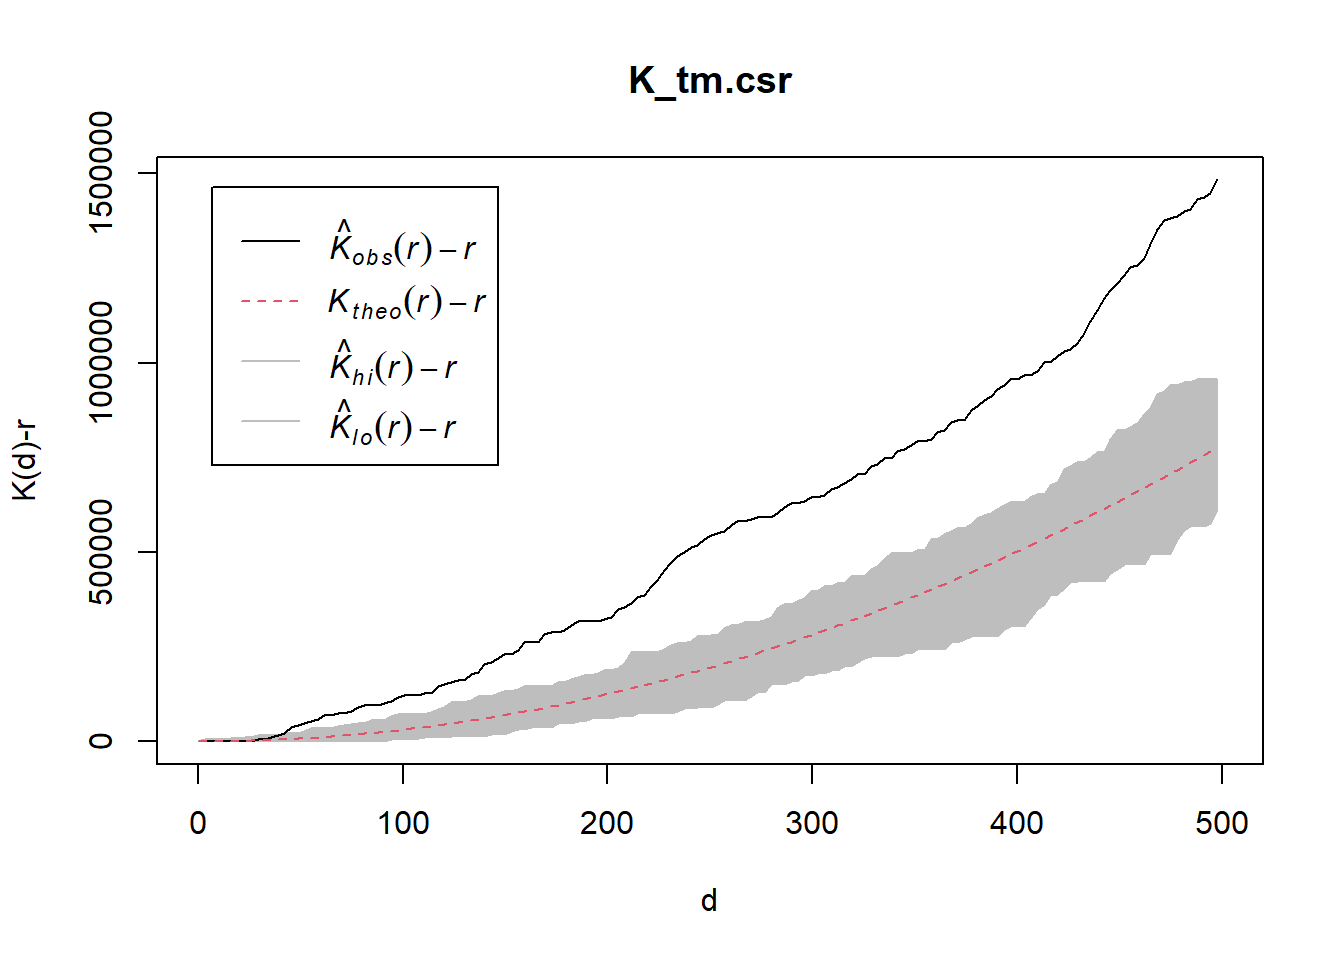 K_tm.csr
K̂obs(r) − r
Ktheo(r) − r
K̂hi(r) − r
K̂lo(r) − r
K(d)-r
1500000
1000000
500000
0
0 100 200 300 400 500
d